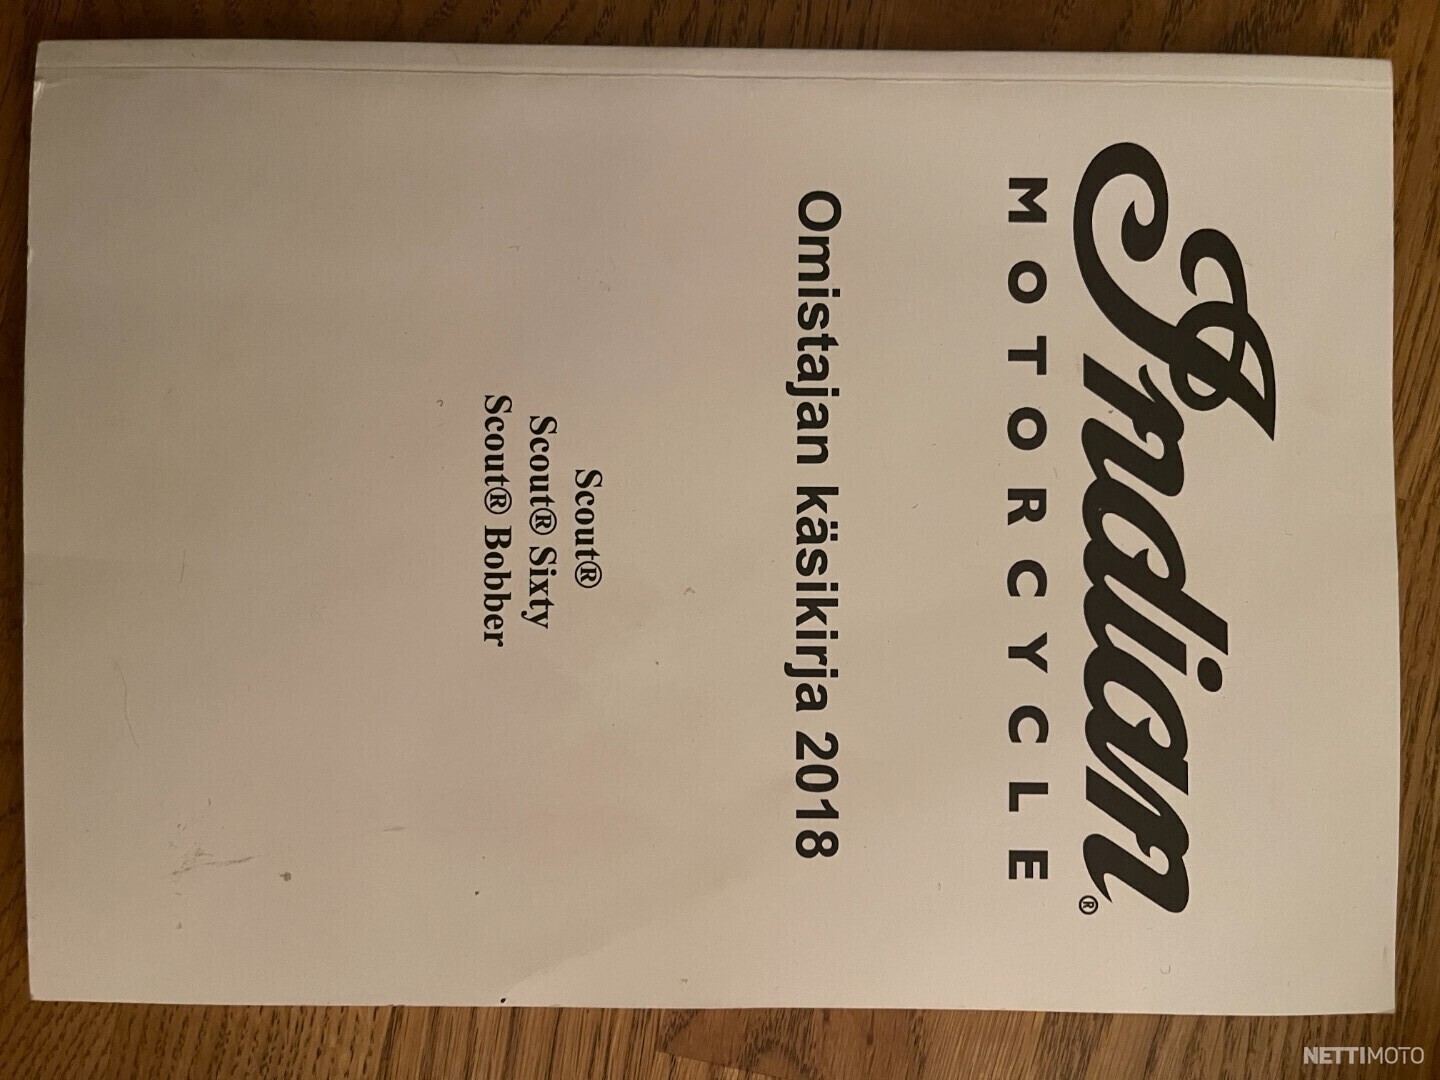 Indian®
MOTORCYCLE
Omistajan käsikirja 2018
Scout®
Scout® Sixty
Scout® Bobber
NETTIMOTO